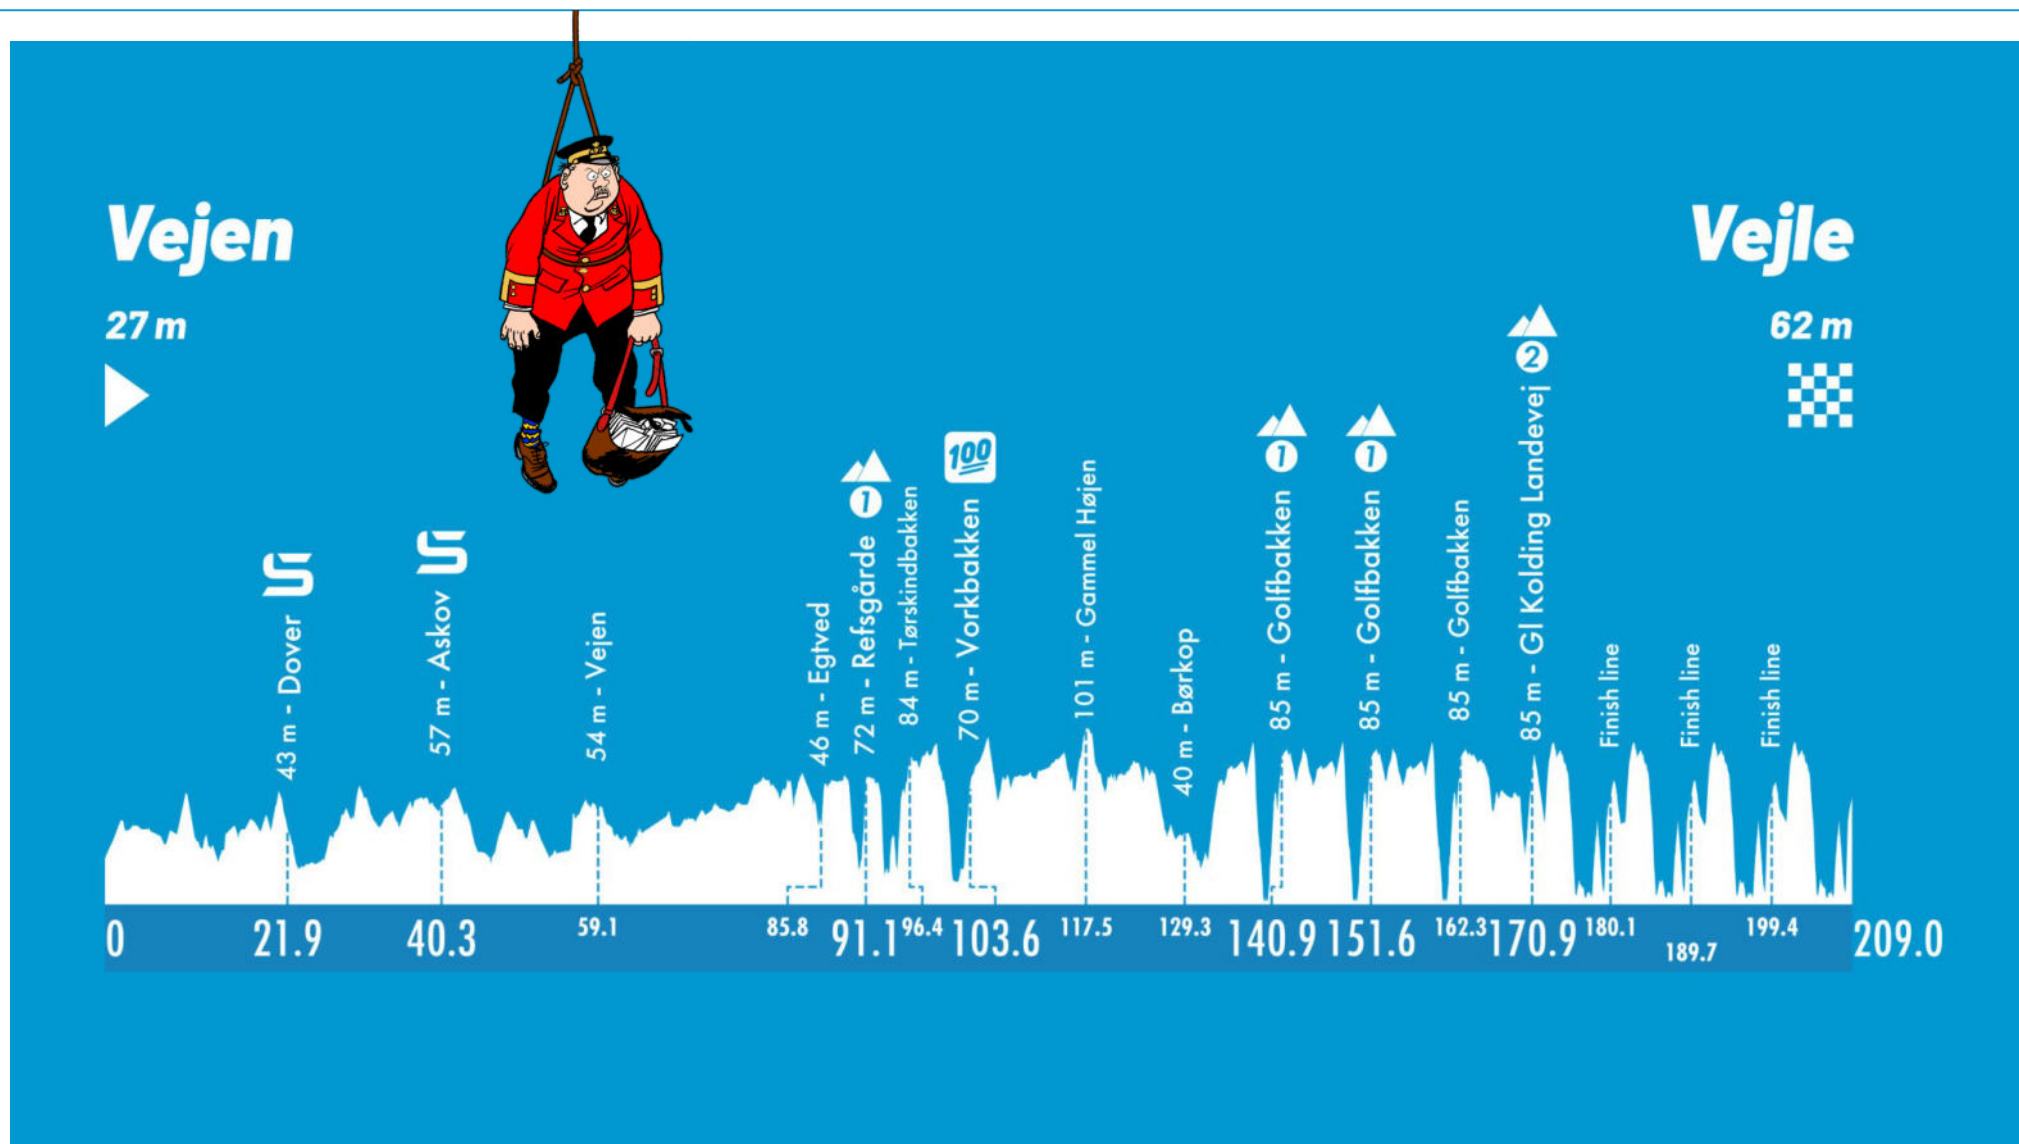 Vejen
27 m
Vejle
62 m
43 m - Dover S
57 m - Askov S
54 m - Vejen
46 m - Egtved
72 m - Refsgårde 1
84 m - Tørskindbakken
70 m - Vorkbakken 100
101 m - Gammel Højen
40 m - Børkop
85 m - Golfbakken 1
85 m - Golfbakken 1
85 m - Golfbakken
85 m - Gl Kolding Landevej 2
Finish line
Finish line
Finish line
0 21.9 40.3 59.1 85.8 91.1 96.4 103.6 117.5 129.3 140.9 151.6 162.3 170.9 180.1 189.7 199.4 209.0